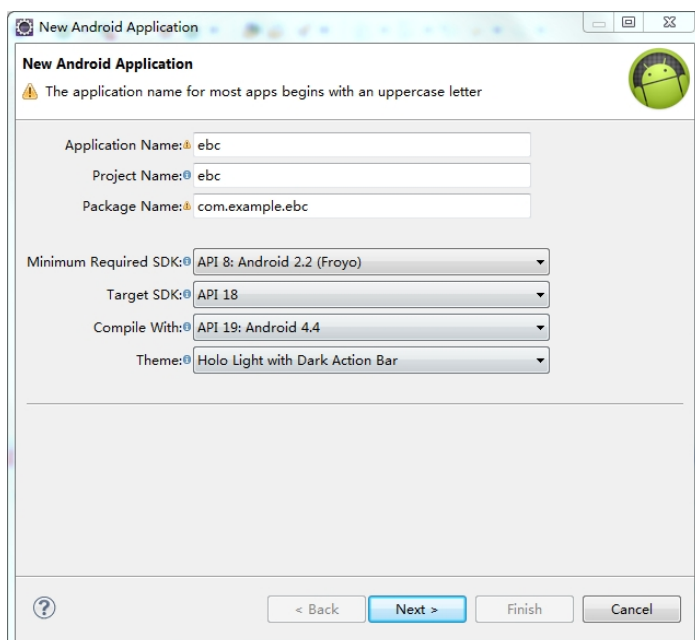 New Android Application
New Android Application
The application name for most apps begins with an uppercase letter
Application Name: ebc
Project Name: ebc
Package Name: com.example.ebc
Minimum Required SDK: API 8: Android 2.2 (Froyo)
Target SDK: API 18
Compile With: API 19: Android 4.4
Theme: Holo Light with Dark Action Bar
? < Back Next > Finish Cancel